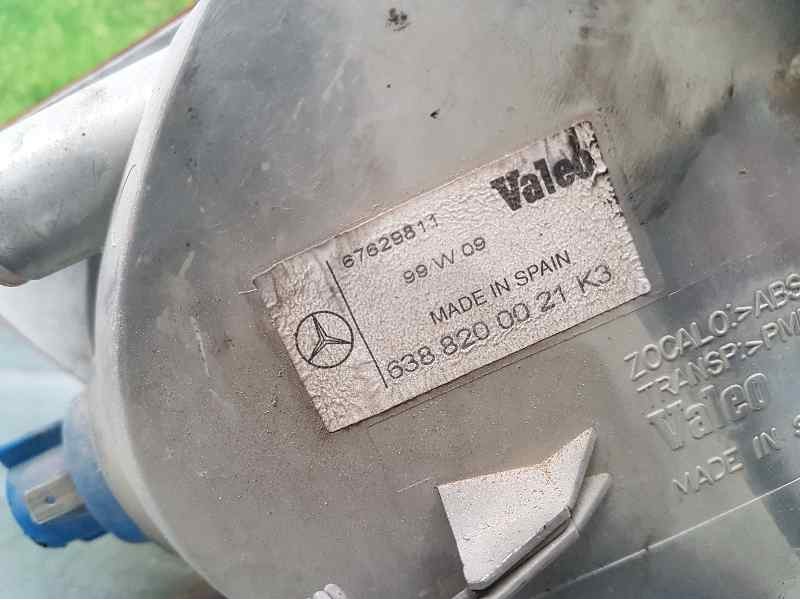 Valeo
67629811
99/W 09
MADE IN SPAIN
638 820 00 21 K3
ZOCALO:>ABS
TRANSP:>PM
Valeo
MADE IN S